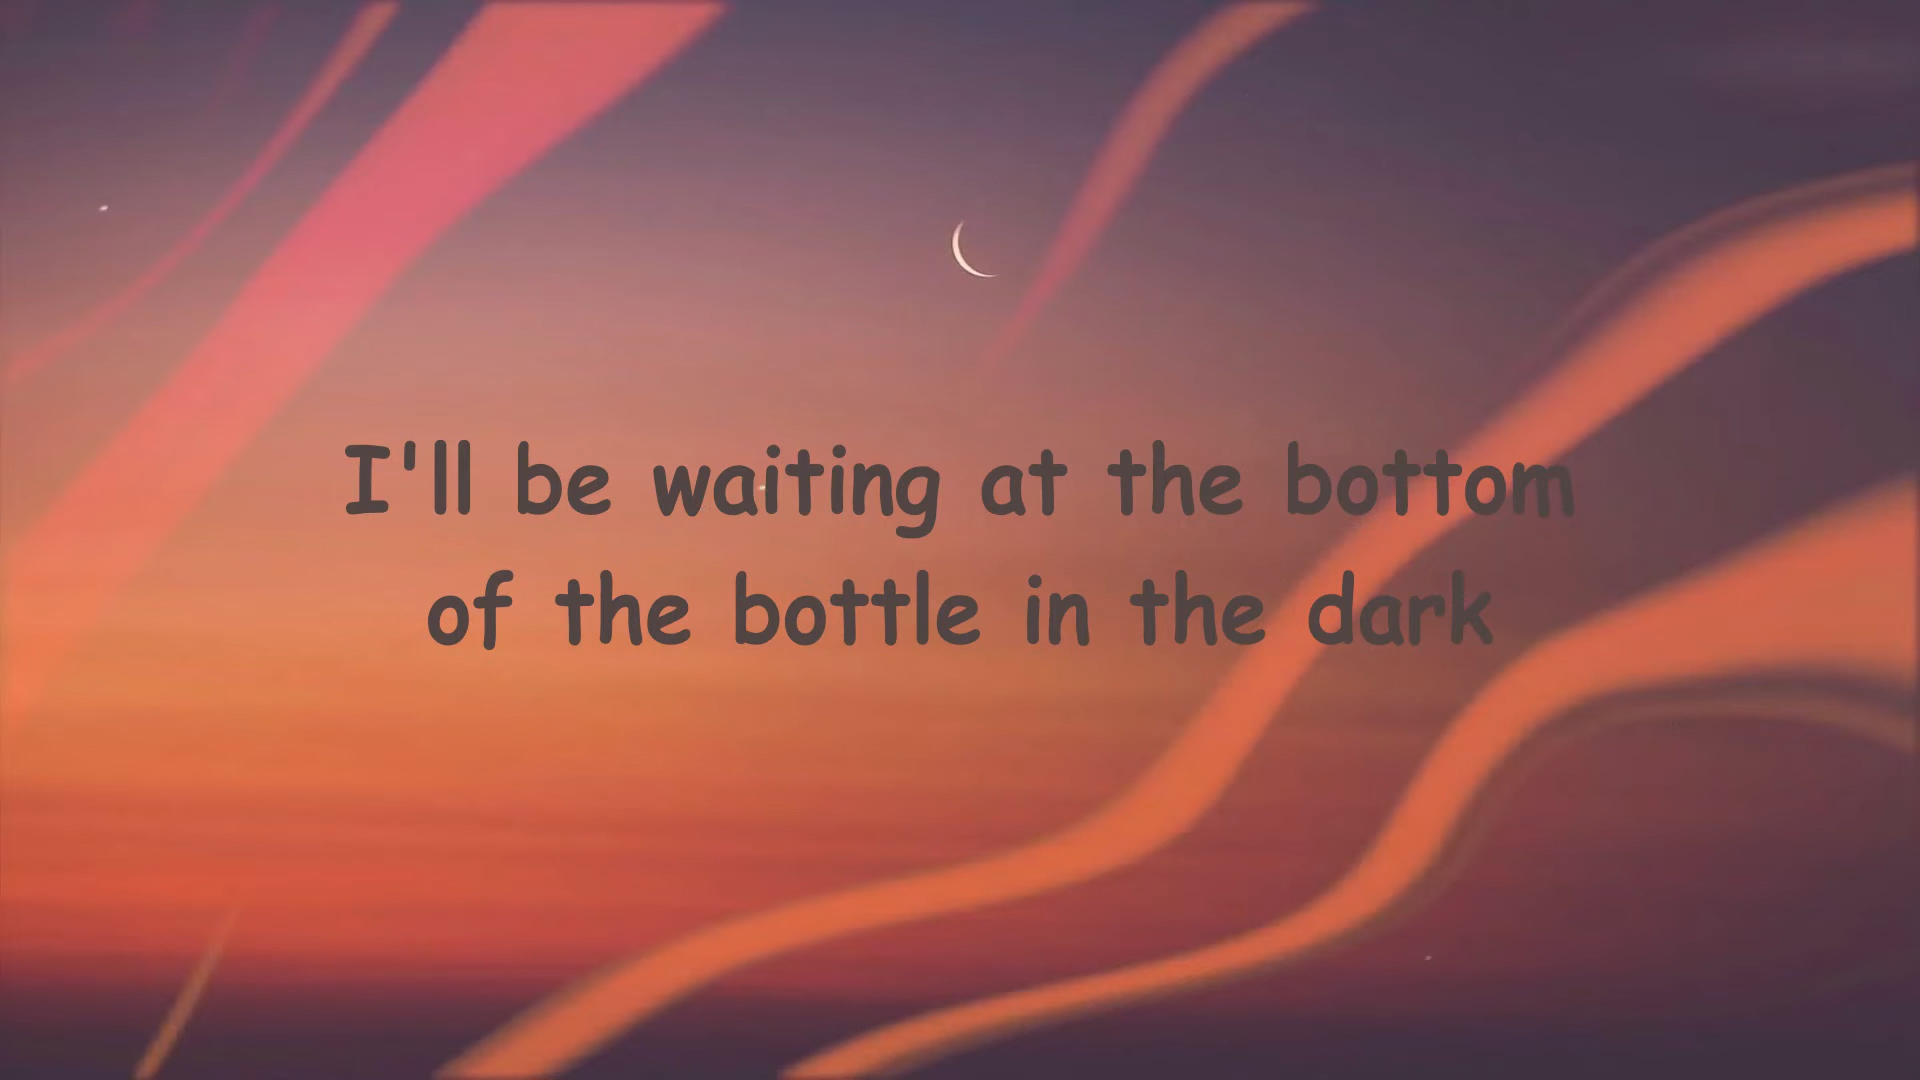 I'll be waiting at the bottom
of the bottle in the dark